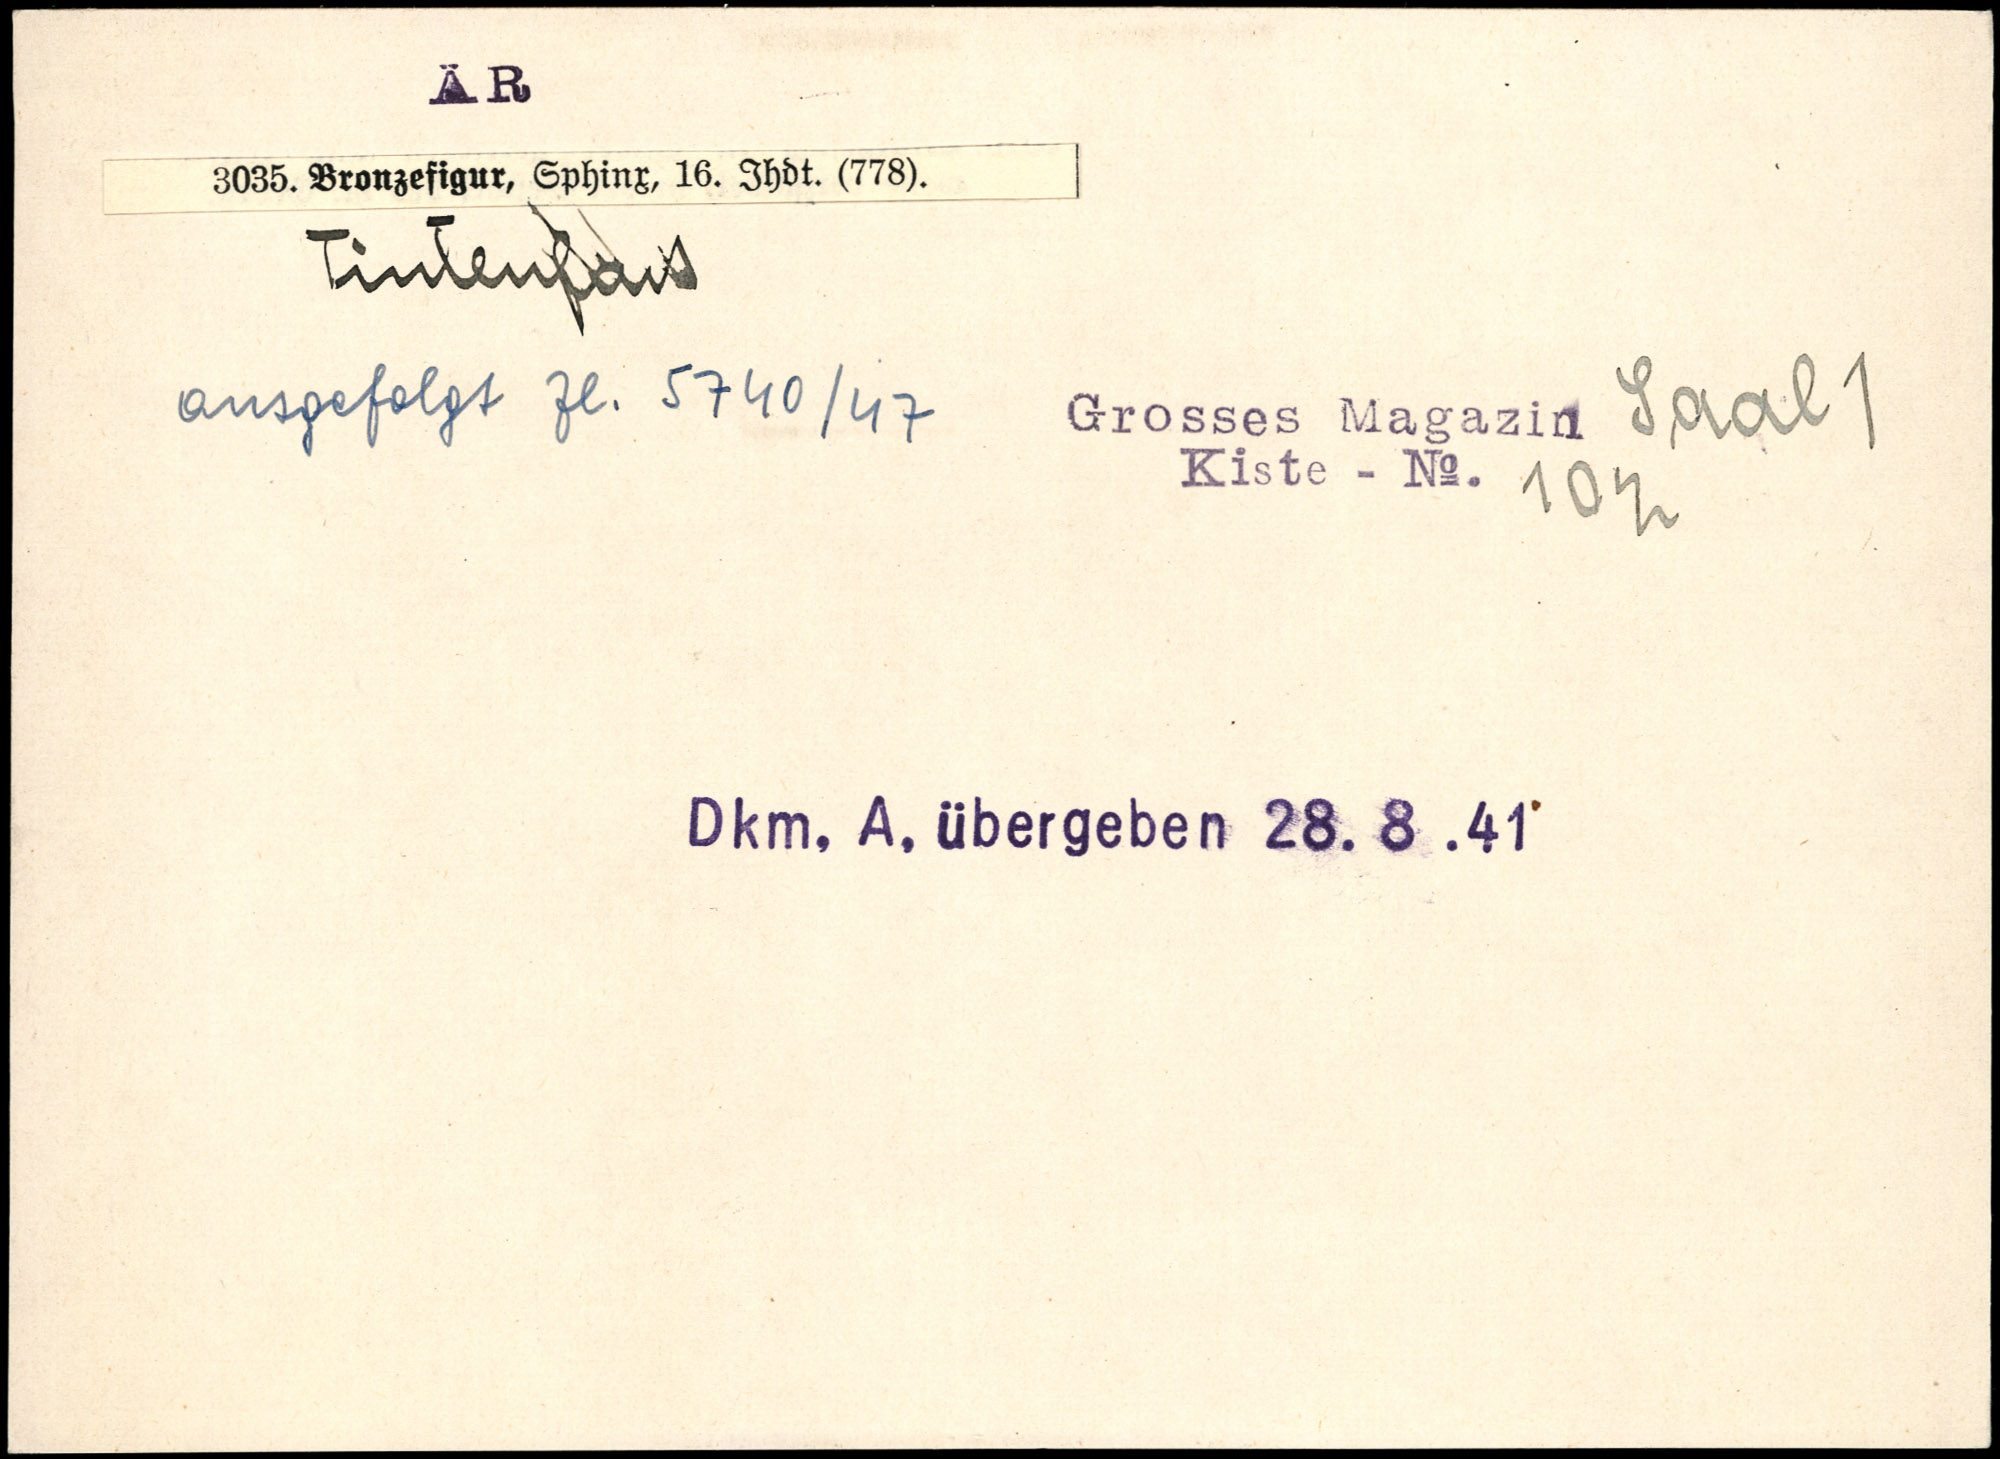 ÄR
3035. Bronzefigur, Sphinx, 16. Jhdt. (778).
Tintenfass
ausgefolgt Zl. 5740/47
Grosses Magazin Saal 1
Kiste - No. 104
Dkm. A. übergeben 28. 8. 41